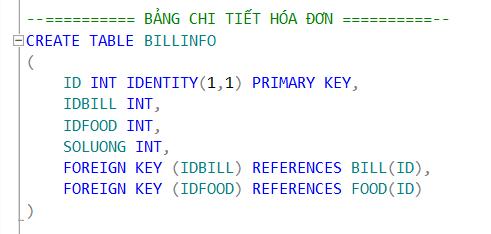 --========== BẢNG CHI TIẾT HÓA ĐƠN ==========--
CREATE TABLE BILLINFO
(
ID INT IDENTITY(1,1) PRIMARY KEY,
IDBILL INT,
IDFOOD INT,
SOLUONG INT,
FOREIGN KEY (IDBILL) REFERENCES BILL(ID),
FOREIGN KEY (IDFOOD) REFERENCES FOOD(ID)
)